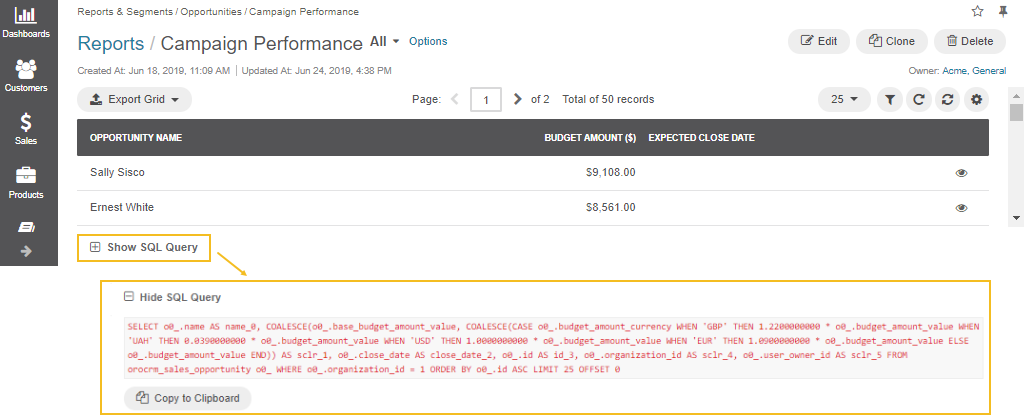 Dashboards
Customers
Sales
Products
Reports & Segments / Opportunities / Campaign Performance
Reports / Campaign Performance All Options
Edit Clone Delete
Created At: Jun 18, 2019, 11:09 AM | Updated At: Jun 24, 2019, 4:38 PM
Owner: Acme, General
Export Grid
Page: 1 of 2 Total of 50 records
25
OPPORTUNITY NAME BUDGET AMOUNT ($) EXPECTED CLOSE DATE
Sally Sisco $9,108.00
Ernest White $8,561.00
Show SQL Query
Hide SQL Query
SELECT o0_.name AS name_0, COALESCE(o0_.base_budget_amount_value, COALESCE(CASE o0_.budget_amount_currency WHEN 'GBP' THEN 1.2200000000 * o0_.budget_amount_value WHEN
'UAH' THEN 0.0390000000 * o0_.budget_amount_value WHEN 'USD' THEN 1.0000000000 * o0_.budget_amount_value WHEN 'EUR' THEN 1.0900000000 * o0_.budget_amount_value ELSE
o0_.budget_amount_value END)) AS sclr_1, o0_.close_date AS close_date_2, o0_.id AS id_3, o0_.organization_id AS sclr_4, o0_.user_owner_id AS sclr_5 FROM
orocrm_sales_opportunity o0_ WHERE o0_.organization_id = 1 ORDER BY o0_.id ASC LIMIT 25 OFFSET 0
Copy to Clipboard